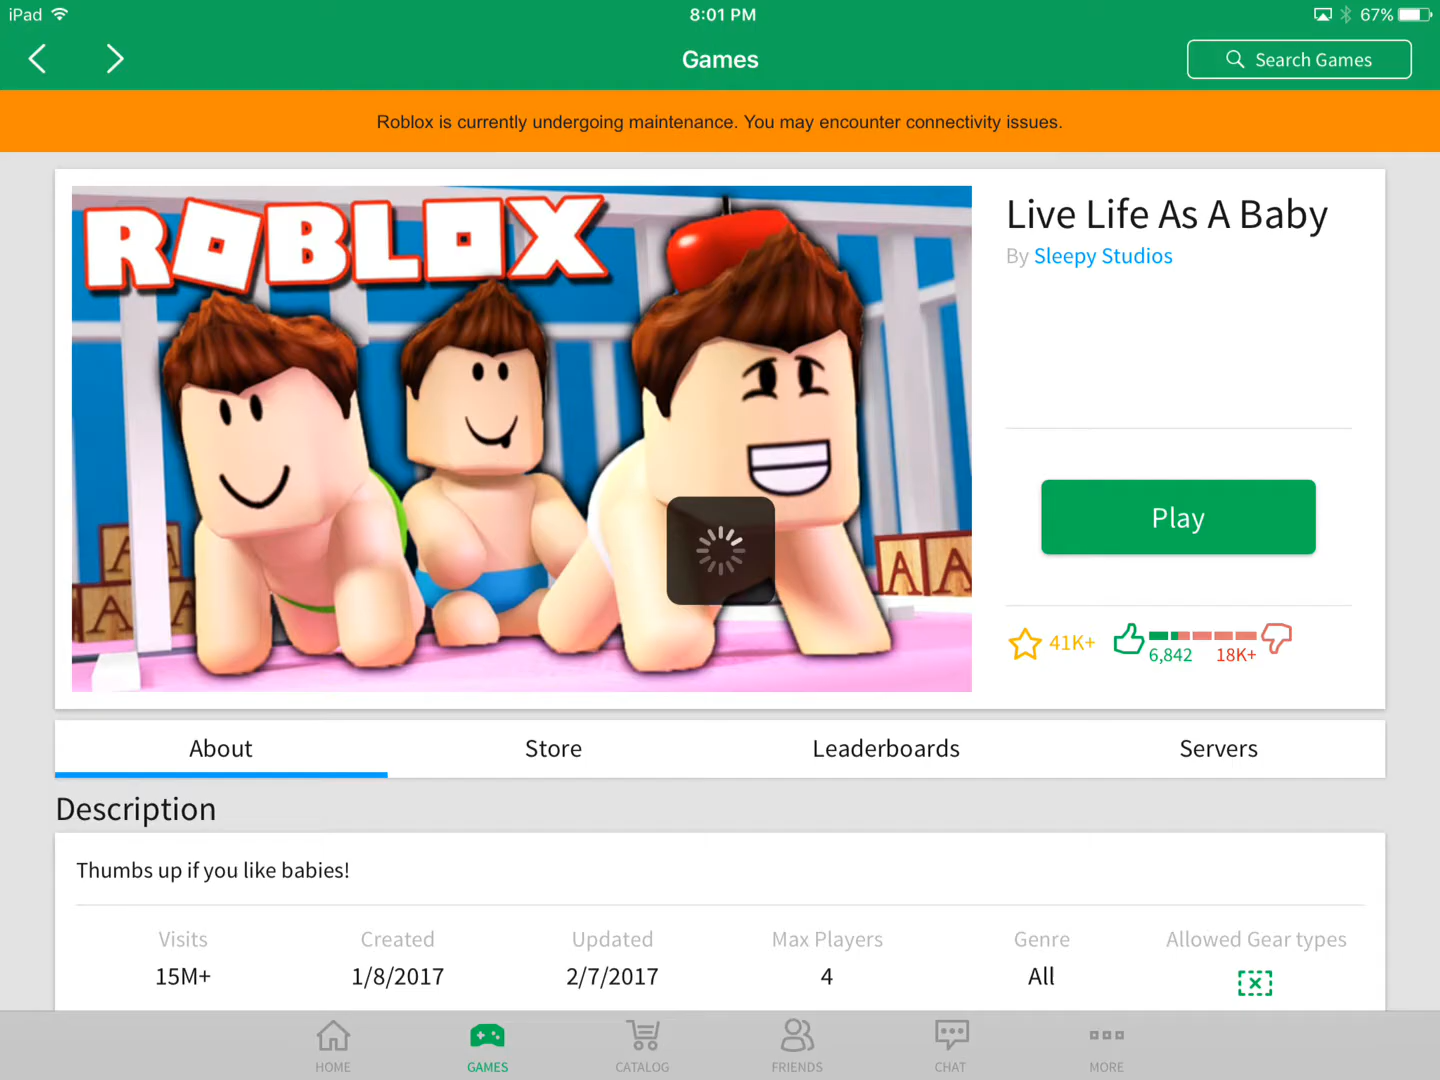 iPad
8:01 PM
67%
Games
Search Games
Roblox is currently undergoing maintenance. You may encounter connectivity issues.
ROBLOX
Live Life As A Baby
By Sleepy Studios
A
A
A
A
A
Play
41K+
6,842
18K+
About
Store
Leaderboards
Servers
Description
Thumbs up if you like babies!
Visits
Created
Updated
Max Players
Genre
Allowed Gear types
15M+
1/8/2017
2/7/2017
4
All
HOME
GAMES
CATALOG
FRIENDS
CHAT
MORE